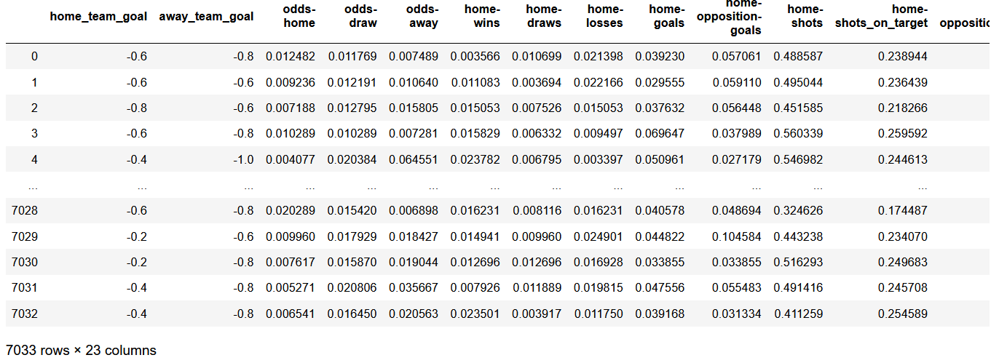 home_team_goal away_team_goal odds-home odds-draw odds-away home-wins home-draws home-losses home-goals home-opposition-goals home-shots home-shots_on_target
0 -0.6 -0.8 0.012482 0.011769 0.007489 0.003566 0.010699 0.021398 0.039230 0.057061 0.488587 0.238944
1 -0.6 -0.6 0.009236 0.012191 0.010640 0.011083 0.003694 0.022166 0.029555 0.059110 0.495044 0.236439
2 -0.8 -0.6 0.007188 0.012795 0.015805 0.015053 0.007526 0.015053 0.037632 0.056448 0.451585 0.218266
3 -0.6 -0.8 0.010289 0.010289 0.007281 0.015829 0.006332 0.009497 0.069647 0.037989 0.560339 0.259592
4 -0.4 -1.0 0.004077 0.020384 0.064551 0.023782 0.006795 0.003397 0.050961 0.027179 0.546982 0.244613
... ... ... ... ... ... ... ... ... ... ... ... ...
7028 -0.6 -0.8 0.020289 0.015420 0.006898 0.016231 0.008116 0.016231 0.040578 0.048694 0.324626 0.174487
7029 -0.2 -0.6 0.009960 0.017929 0.018427 0.014941 0.009960 0.024901 0.044822 0.104584 0.443238 0.234070
7030 -0.2 -0.8 0.007617 0.015870 0.019044 0.012696 0.012696 0.016928 0.033855 0.033855 0.516293 0.249683
7031 -0.4 -0.8 0.005271 0.020806 0.035667 0.007926 0.011889 0.019815 0.047556 0.055483 0.491416 0.245708
7032 -0.4 -0.8 0.006541 0.016450 0.020563 0.023501 0.003917 0.011750 0.039168 0.031334 0.411259 0.254589
7033 rows × 23 columns